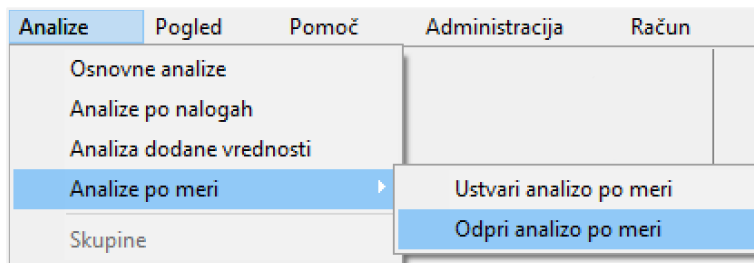 Analize Pogled Pomoč Administracija Račun
Osnovne analize
Analize po nalogah
Analiza dodane vrednosti
Analize po meri
Ustvari analizo po meri
Odpri analizo po meri
Skupine